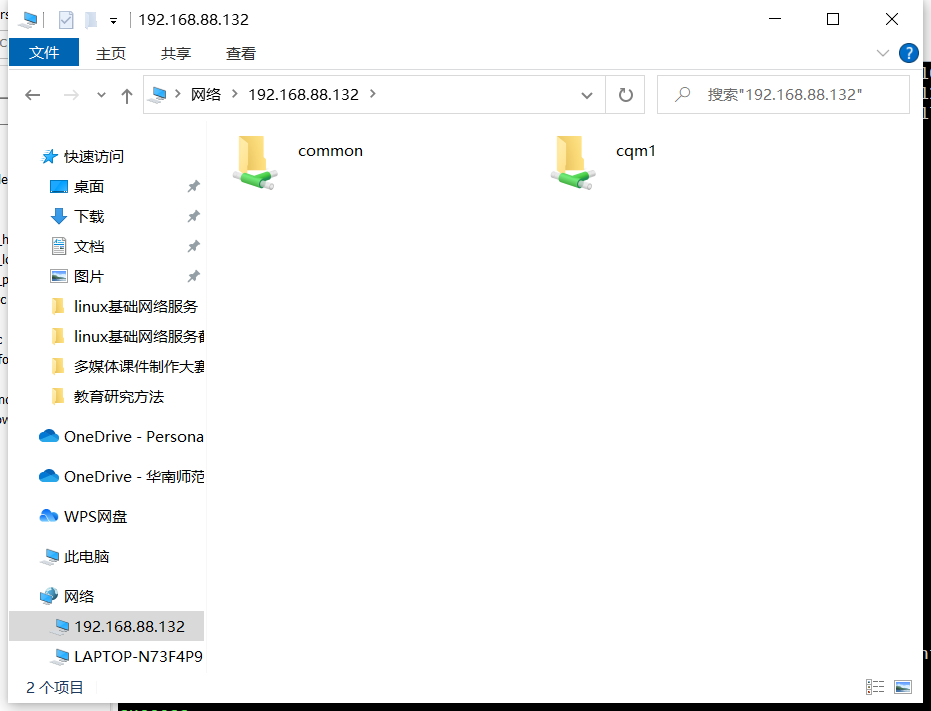 192.168.88.132
文件 主页 共享 查看
网络 192.168.88.132 搜索"192.168.88.132"
common cqm1
快速访问
桌面
下载
文档
图片
linux基础网络服务
linux基础网络服务
多媒体课件制作大赛
教育研究方法
OneDrive - Persona
OneDrive - 华南师范
WPS网盘
此电脑
网络
192.168.88.132
LAPTOP-N73F4P9
2 个项目